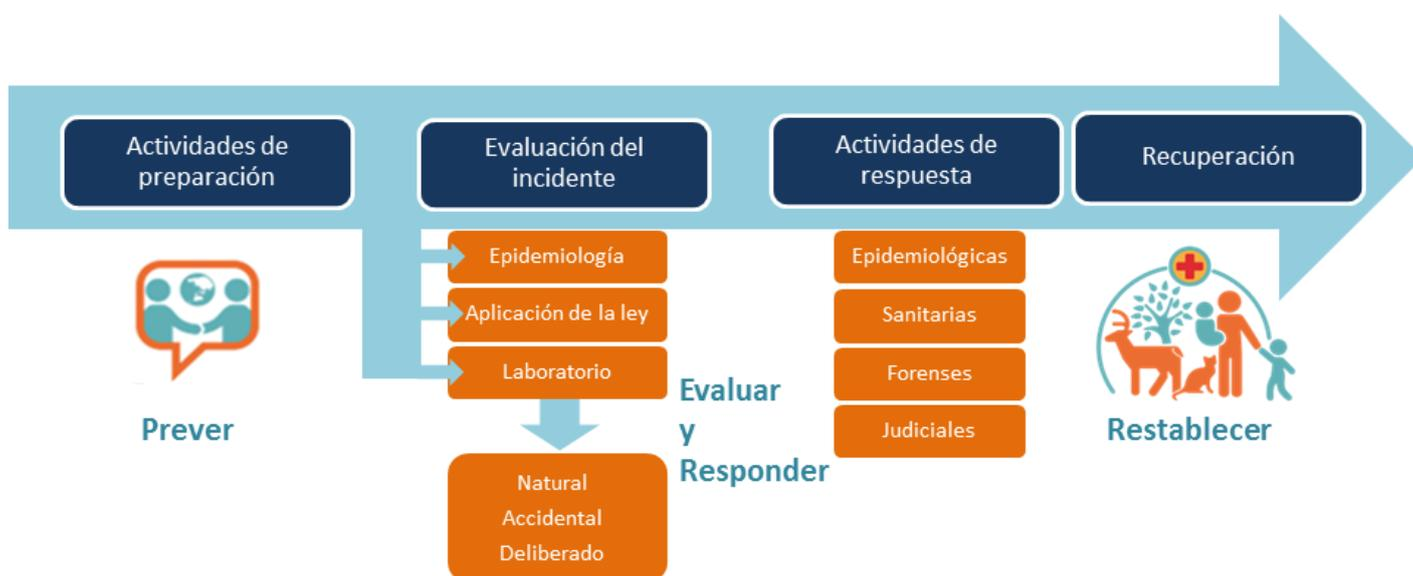 Actividades de
preparación
Evaluación del
incidente
Actividades de
respuesta
Recuperación
Prever
Epidemiología
Aplicación de la ley
Laboratorio
Natural
Accidental
Deliberado
Evaluar
y
Responder
Epidemiológicas
Sanitarias
Forenses
Judiciales
Restablecer